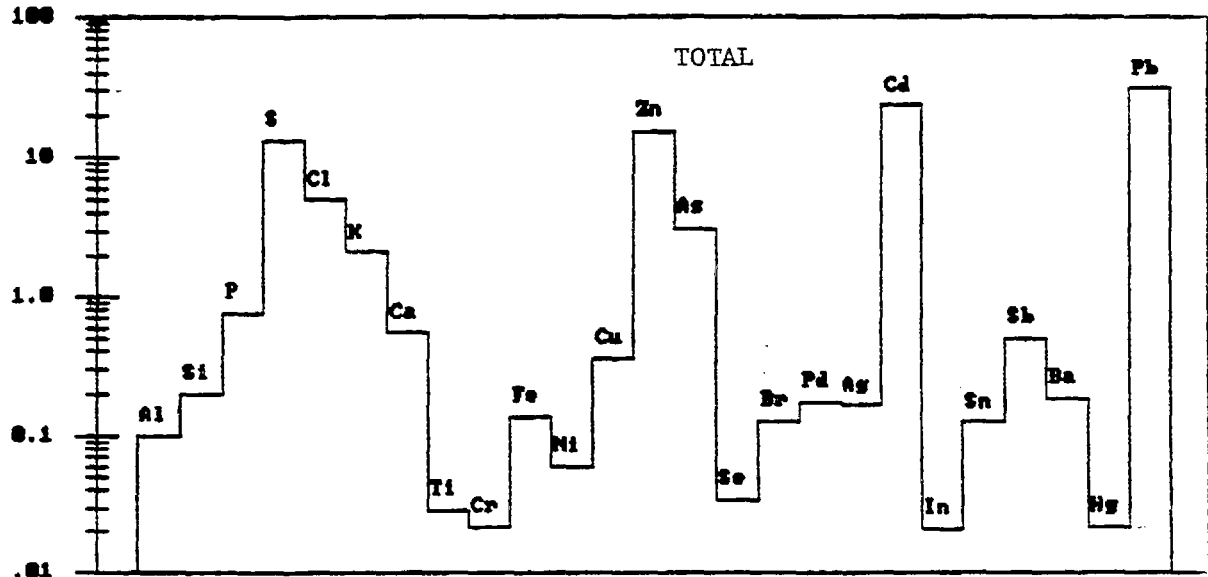 100
TOTAL
Pb
Cd
Zn
S
10
Cl
As
K
1.0
P
Ca
Sb
Cu
Si
Ba
Pd Ag
Fe
Br
Sn
Al
0.1
Ni
Ti
Se
Cr
In
Hg
.01